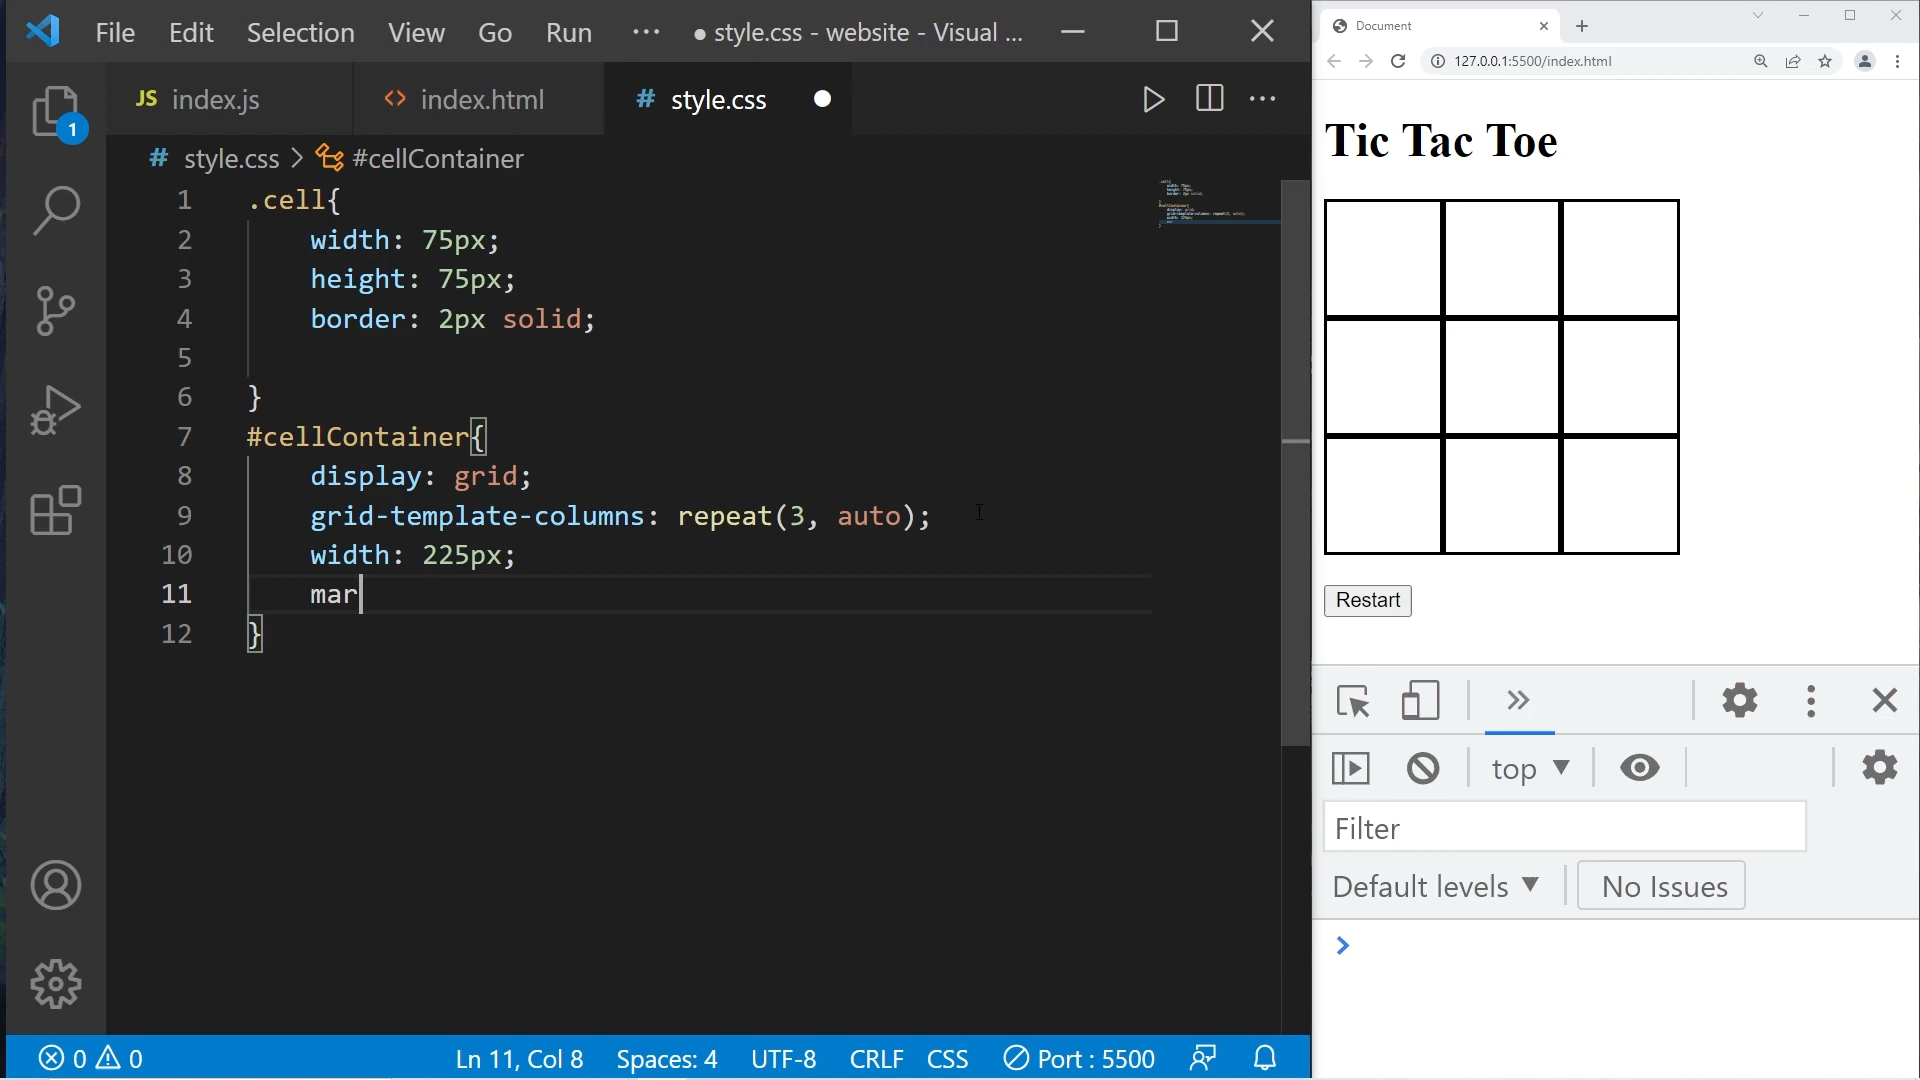 File Edit Selection View Go Run ··· ● style.css - website - Visual ...
1
JS index.js <> index.html # style.css
# style.css > #cellContainer
1 .cell{
2 width: 75px;
3 height: 75px;
4 border: 2px solid;
5
6 }
7 #cellContainer{
8 display: grid;
9 grid-template-columns: repeat(3, auto);
10 width: 225px;
11 mar
12 }
0 0 Ln 11, Col 8 Spaces: 4 UTF-8 CRLF CSS Port : 5500
Document
127.0.0.1:5500/index.html
Tic Tac Toe
Restart
top
Filter
Default levels No Issues